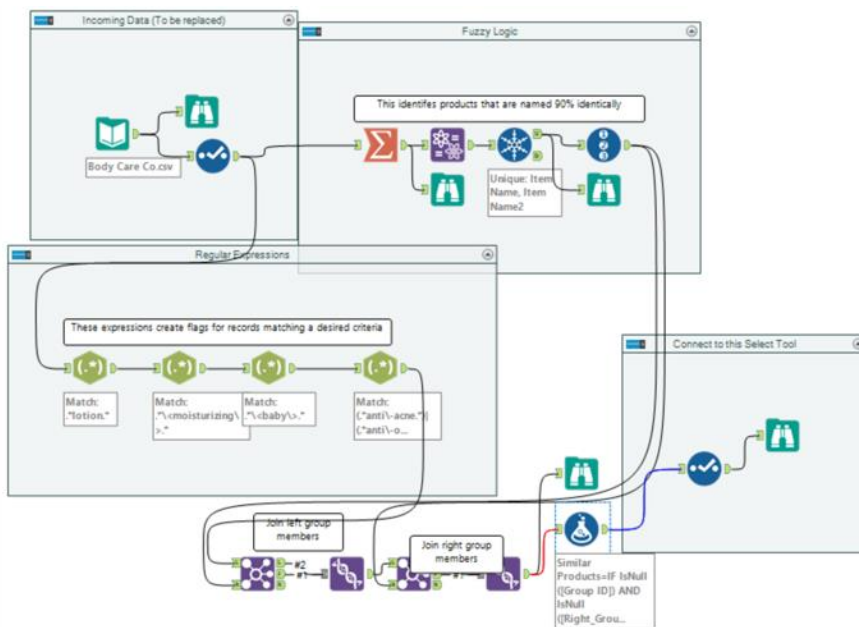 Incoming Data (To be replaced)
Fuzzy Logic
This identifes products that are named 90% identically
Body Care Co.csv
Unique: Item
Name, Item
Name2
Regular Expressions
These expressions create flags for records matching a desired criteria
(.*)
(.*)
(.*)
(.*)
Match:
.*lotion.*
Match:
.*\<moisturizing\
>.*
Match:
.*\<baby\>.*
Match:
(.*anti\-acne.*)|
(.*anti\-o...
Connect to this Select Tool
Join left group
members
#2
#1
Join right group
members
Similar
Products=IF IsNull
([Group ID]) AND
IsNull
([Right_Grou...